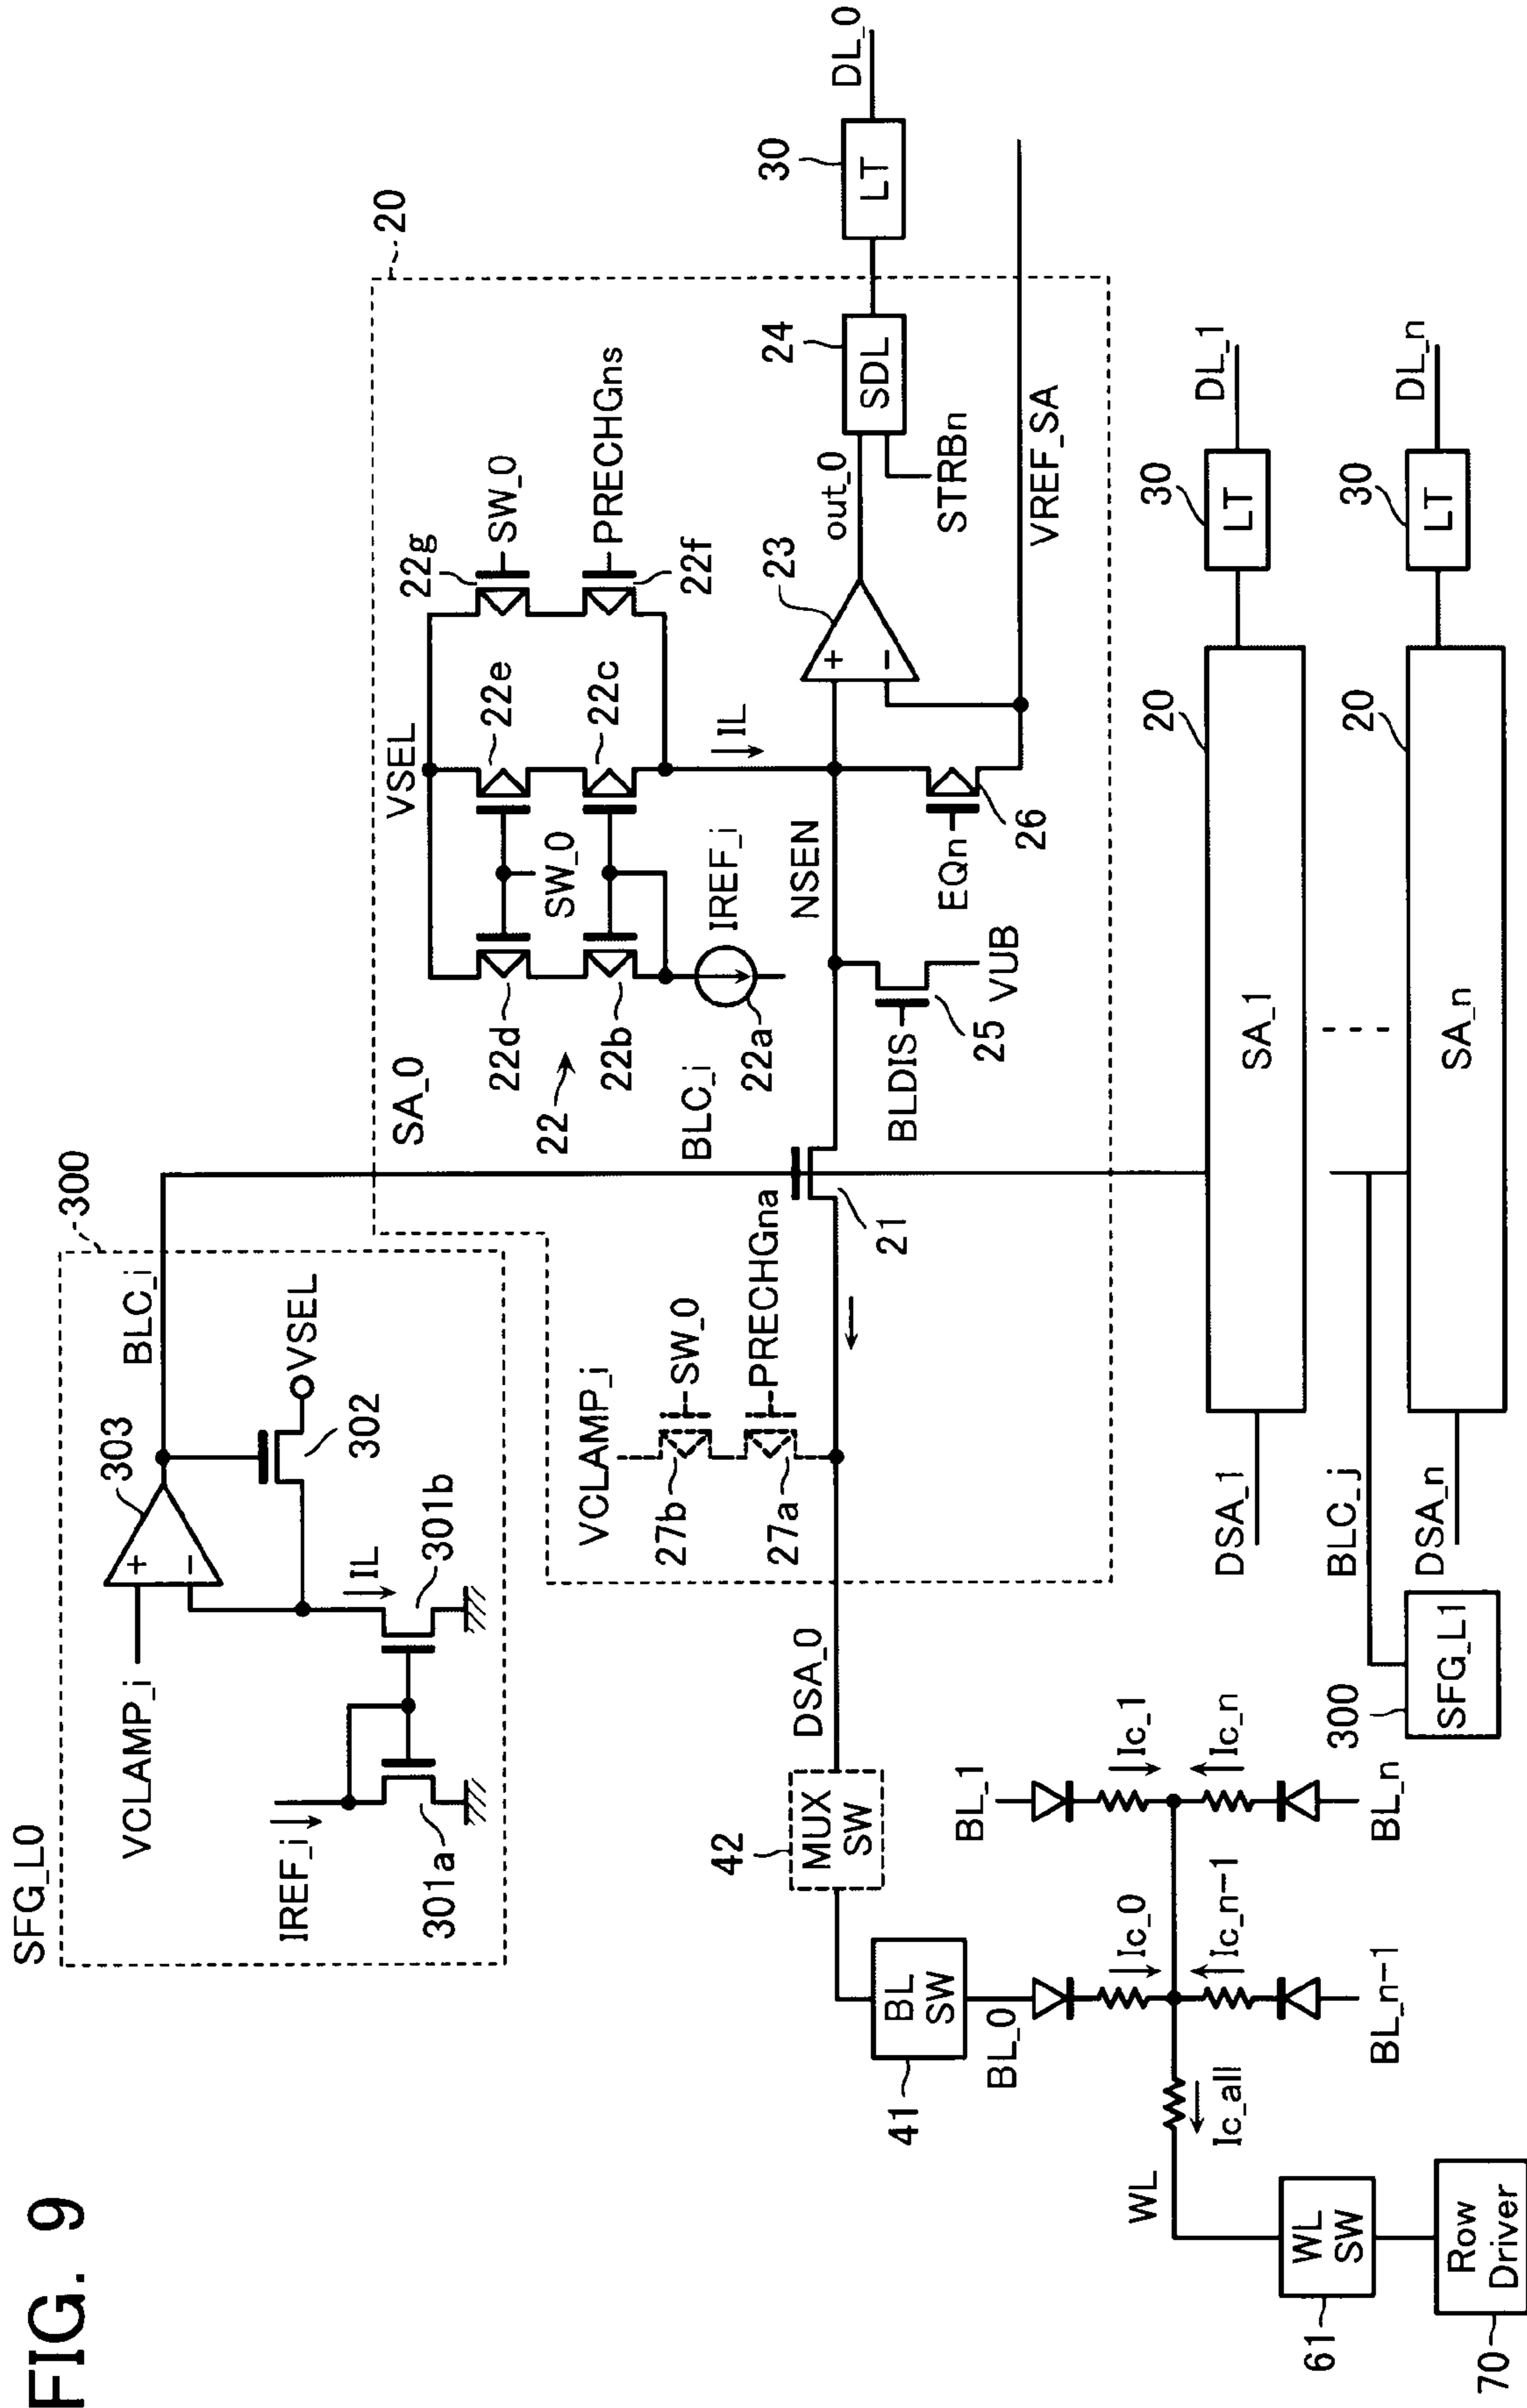 FIG. 9
SFG_L0
300
VCLAMP_i
303
BLC_i
+
−
IREF_i
IL
VSEL
302
301a
301b
20
SA_0
VSEL
22g
SW_0
22e
22d
SW_0
22c
PRECHGns
22f
22b
22
IREF_i
22a
IL
BLC_i
VCLAMP_i
27b
SW_0
PRECHGna
27a
21
NSEN
23
+
−
out_0
24
SDL
STRBn
30
LT
DL_0
BLDIS
25
VUB
EQn
26
VREF_SA
DSA_0
42
MUX
SW
41
BL
SW
BL_0
BL_1
Ic_0
Ic_1
Ic_n-1
Ic_n
BL_n-1
BL_n
Ic_all
WL
61
WL
SW
70
Row
Driver
DSA_1
20
SA_1
30
LT
DL_1
BLC_j
300
SFG_L1
DSA_n
20
SA_n
30
LT
DL_n